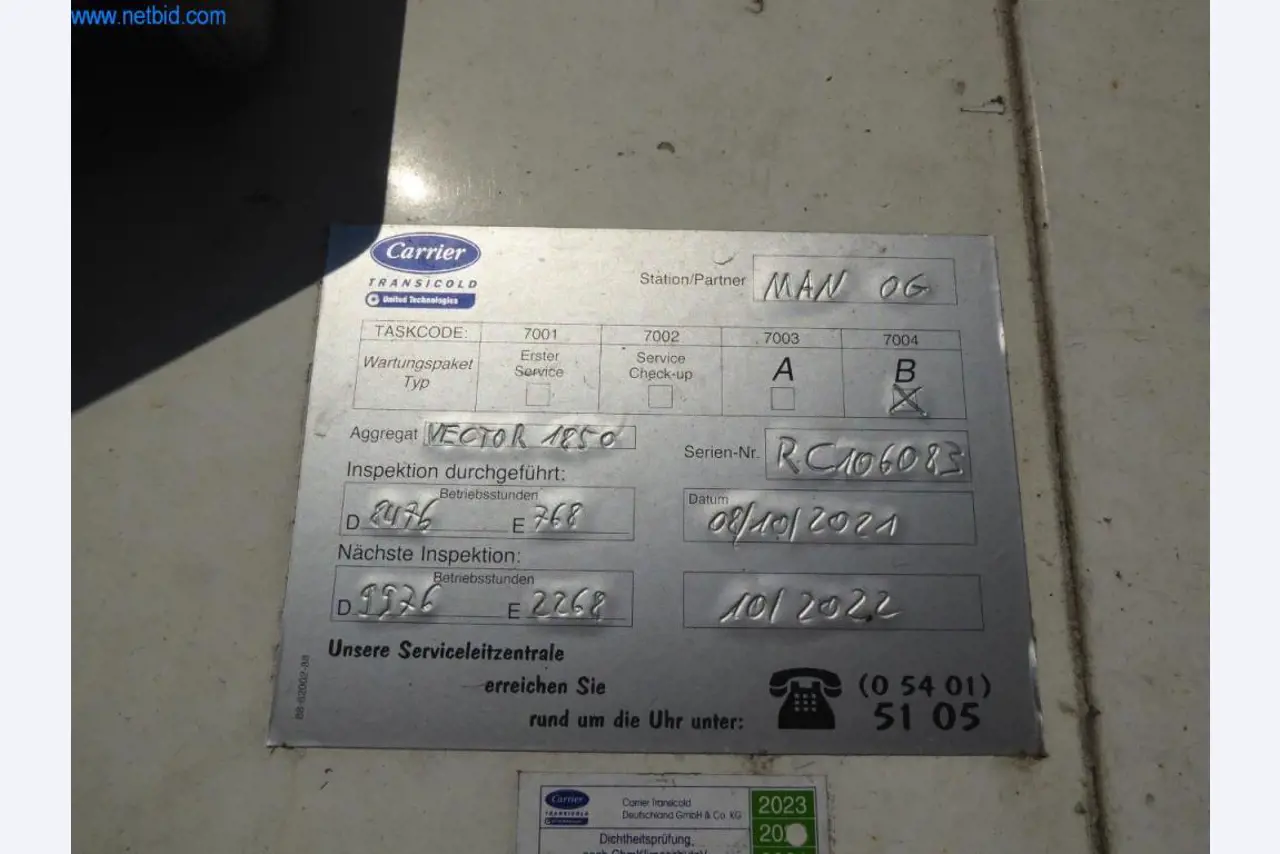 www.netbid.com
Carrier
TRANSICOLD
United Technologies
Station/Partner MAN OG
TASKCODE: 7001 7002 7003 7004
Wartungspaket Typ
Erster Service
Service Check-up
A
B
Aggregat VECTOR 1850
Serien-Nr. RC106083
Inspektion durchgeführt:
Betriebsstunden
D 8476 E 768
Datum
08/10/2021
Nächste Inspektion:
Betriebsstunden
D 9976 E 2268
10/2022
Unsere Serviceleitzentrale
erreichen Sie
rund um die Uhr unter:
(0 54 01)
51 05
Carrier
TRANSICOLD
Carrier Transicold
Deutschland GmbH & Co. KG
2023
Dichtheitsprüfung,